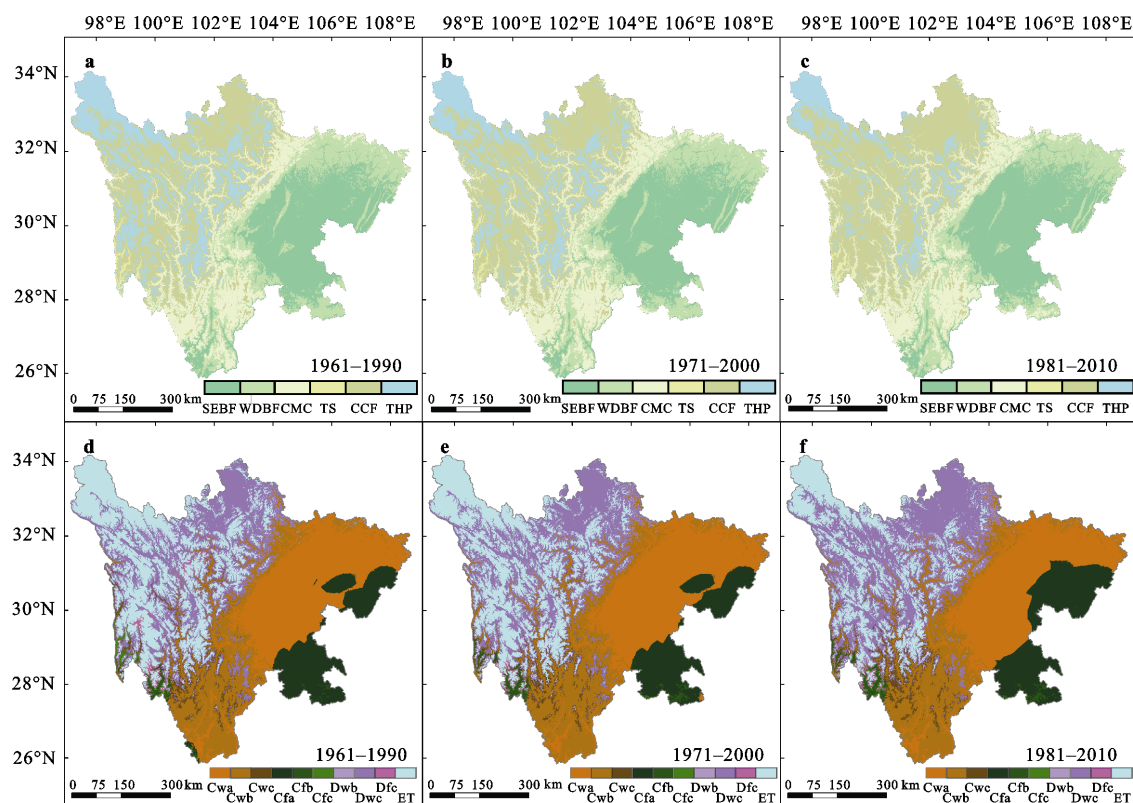 98°E 100°E 102°E 104°E 106°E 108°E 98°E 100°E 102°E 104°E 106°E 108°E 98°E 100°E 102°E 104°E 106°E 108°E
a b c
34°N
32°N
30°N
28°N
26°N
1961–1990 1971–2000 1981–2010
0 75 150 300 km 0 75 150 300 km 0 75 150 300 km
SEBF WDBF CMC TS CCF THP SEBF WDBF CMC TS CCF THP SEBF WDBF CMC TS CCF THP
d e f
34°N
32°N
30°N
28°N
26°N
1961–1990 1971–2000 1981–2010
0 75 150 300 km 0 75 150 300 km 0 75 150 300 km
Cwa Cwc Cfb Dwb Dfc Cwa Cwc Cfb Dwb Dfc Cwa Cwc Cfb Dwb Dfc
Cwb Cfa Cfc Dwc ET Cwb Cfa Cfc Dwc ET Cwb Cfa Cfc Dwc ET